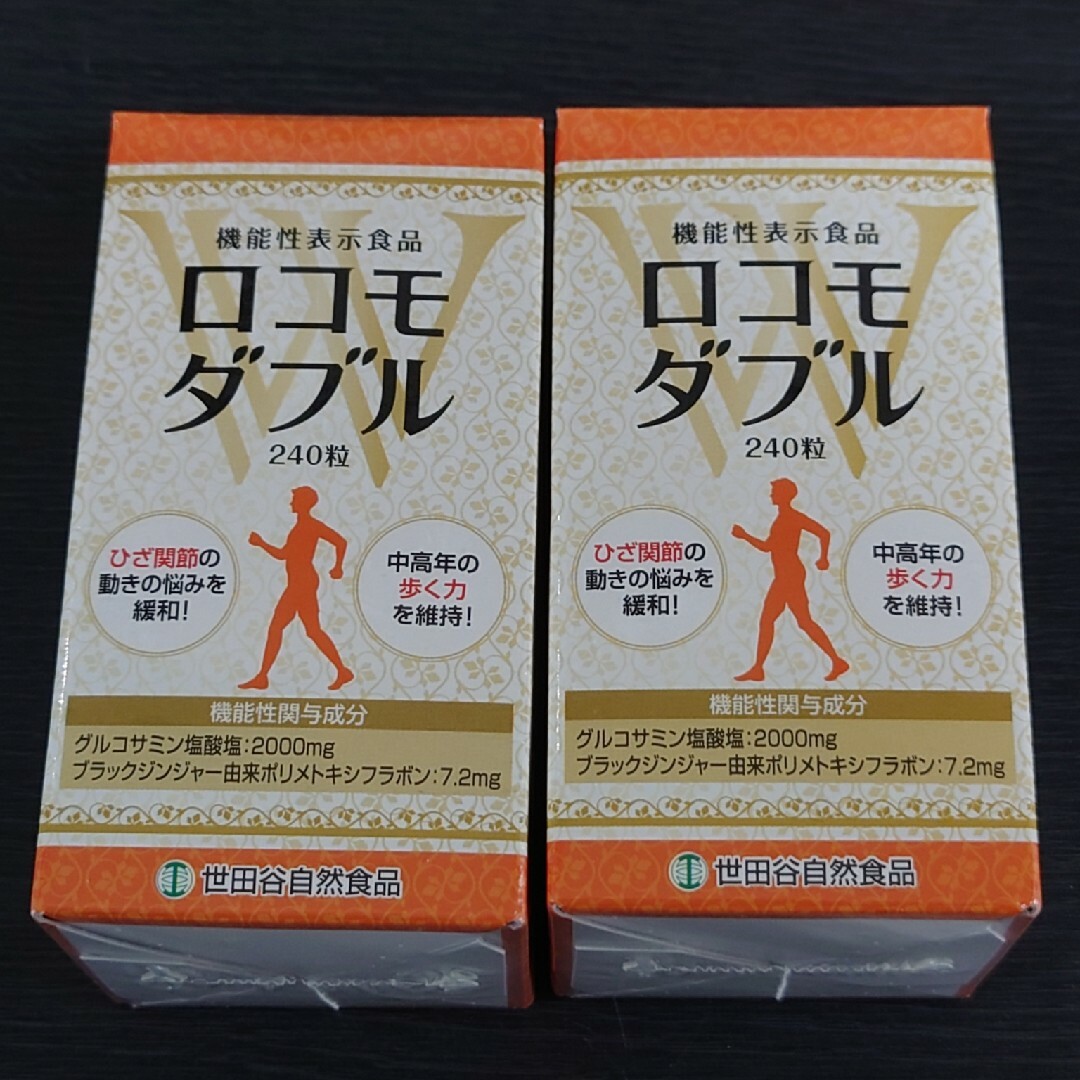 機能性表示食品
ロコモ
ダブル
240粒
ひざ関節の
動きの悩みを
緩和!
中高年の
歩く力
を維持!
機能性関与成分
グルコサミン塩酸塩:2000mg
ブラックジンジャー由来ポリメトキシフラボン:7.2mg
世田谷自然食品
機能性表示食品
ロコモ
ダブル
240粒
ひざ関節の
動きの悩みを
緩和!
中高年の
歩く力
を維持!
機能性関与成分
グルコサミン塩酸塩:2000mg
ブラックジンジャー由来ポリメトキシフラボン:7.2mg
世田谷自然食品